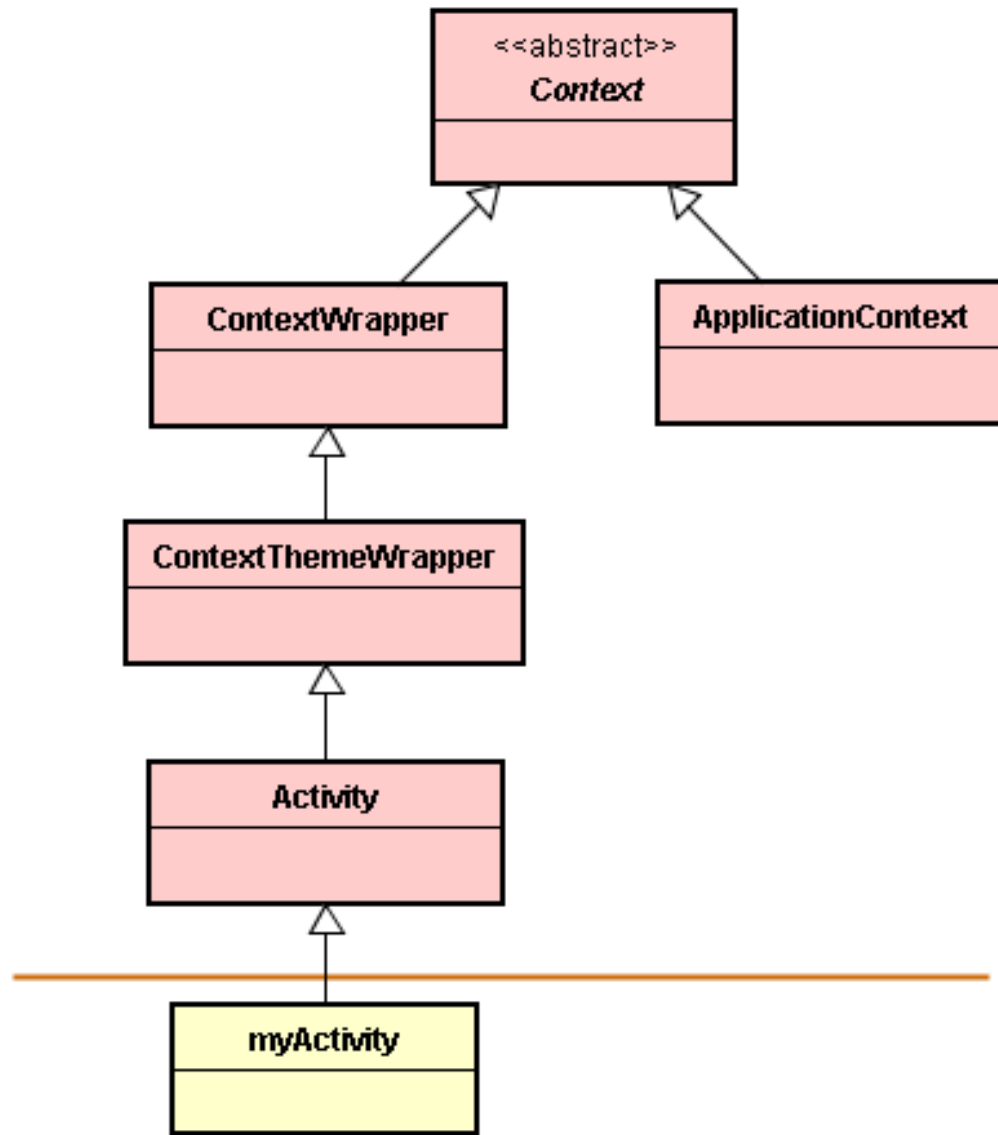 <<abstract>>
Context
ContextWrapper
ApplicationContext
ContextThemeWrapper
Activity
myActivity